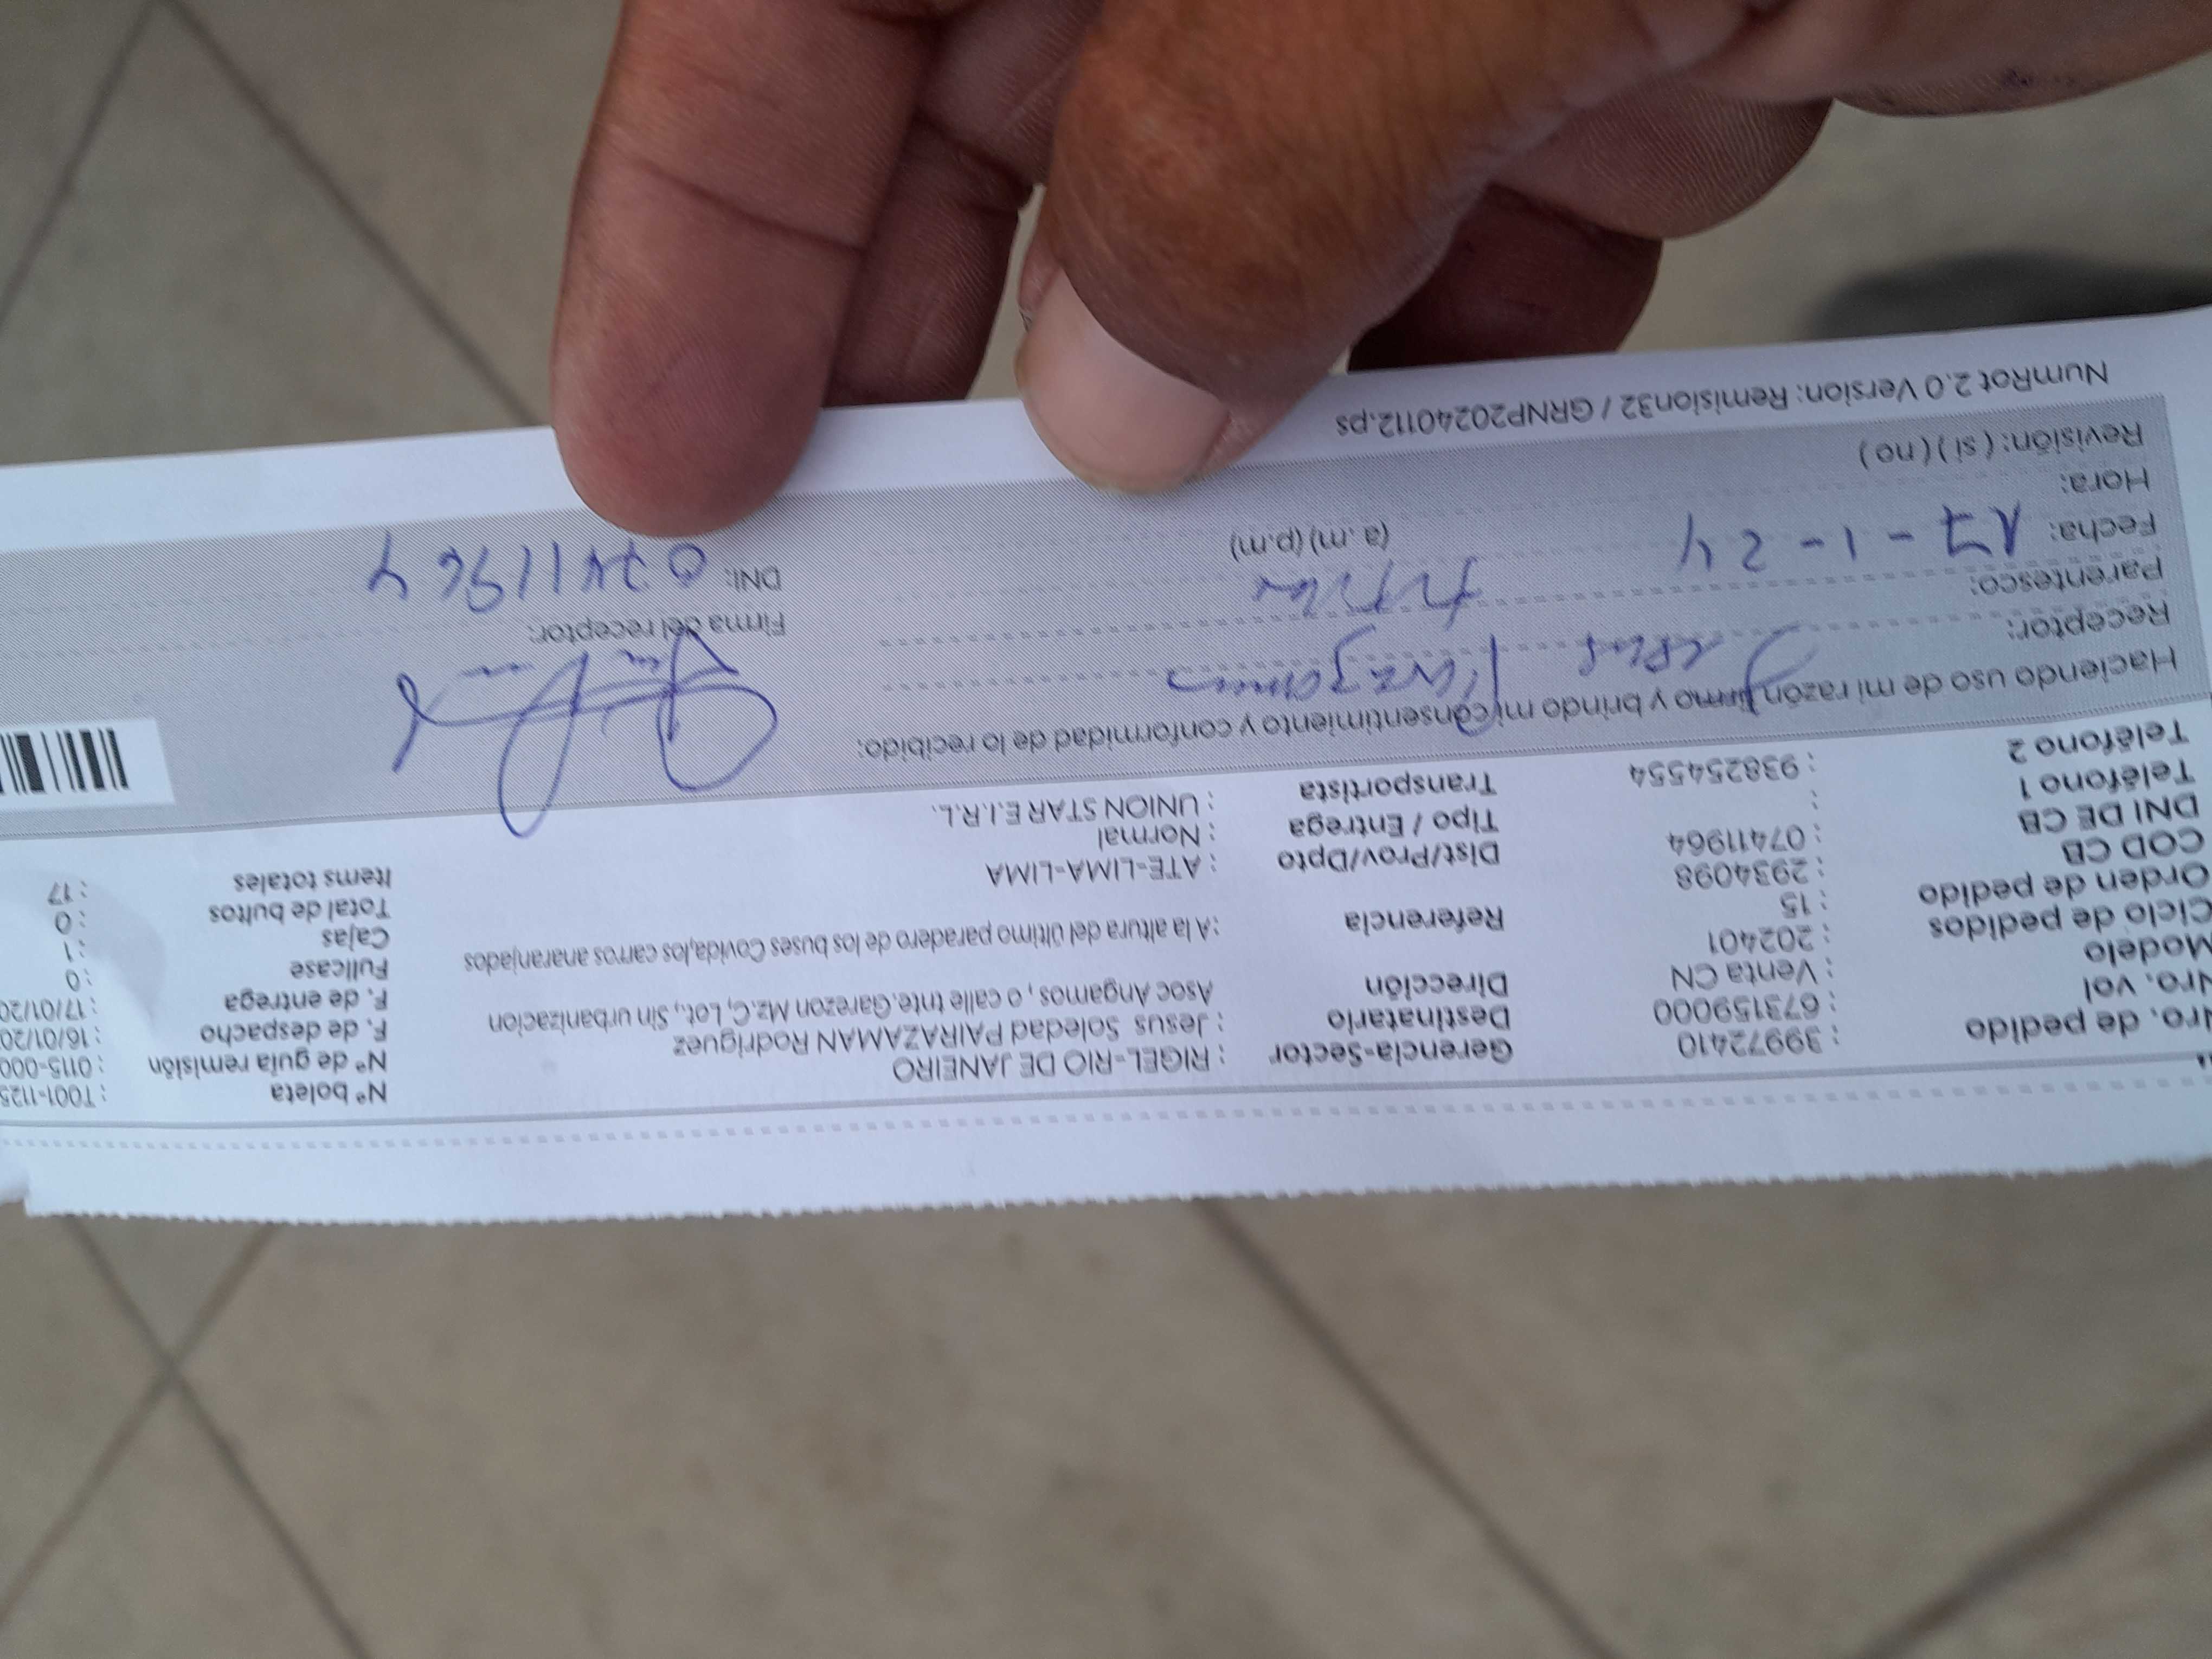 Nro. de pedido : 39972410 Gerencia-Sector : RIGEL-RIO DE JANEIRO Nº boleta : T001-1125
Nro. vol : 673159000 Destinatario : Jesus Soledad PAIRAZAMAN Rodriguez Nº de guía remisión : 0115-000
Modelo : Venta CN Dirección Asoc Angamos , o calle tnte.Garezon Mz,C, Lot,, Sin urbanizacion F. de despacho : 16/01/20
Ciclo de pedidos : 202401 F. de entrega : 17/01/20
Orden de pedido : 15 Referencia : A la altura del último paradero de los buses Covida,los carros anaranjados Fullcase : 0
COD CB : 2934098 Cajas : 1
DNI DE CB : 07411964 Dist/Prov/Dpto : ATE-LIMA-LIMA Total de bultos : 0
Teléfono 1 : Tipo / Entrega : Normal Items totales : 17
Teléfono 2 : 938254554 Transportista : UNION STAR E.I.R.L.
Haciendo uso de mi razón firmo y brindo mi consentimiento y conformidad de lo recibido:
Receptor: Jesus
Parentesco: Firma del receptor:
Fecha: 17-1-24 DNI: 07411964
Hora: (a.m) (p.m)
Revisión: (si) (no)
NumRot 2.0 Version: Remision32 / GRNP20240112.ps